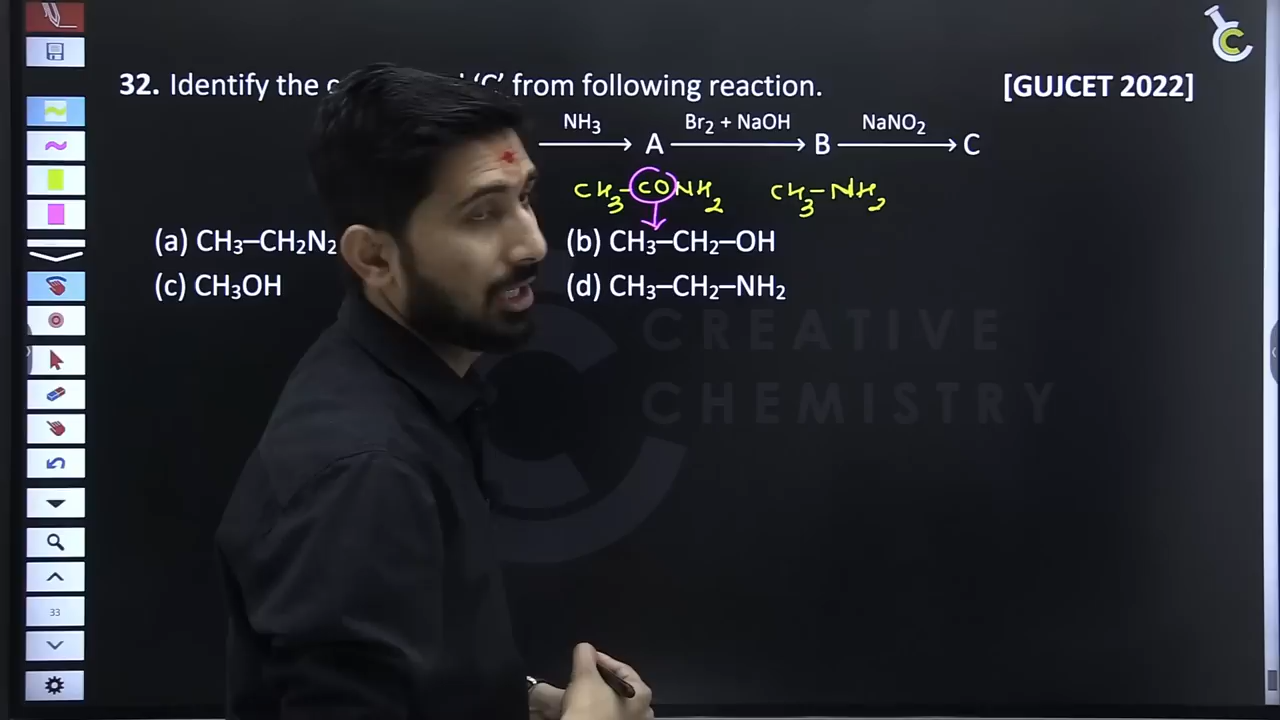 32. Identify the 'C' from following reaction. [GUJCET 2022]
NH₃ Br₂ + NaOH NaNO₂
A B C
CH₃-CONH₂ CH₃-NH₂
(a) CH₃–CH₂N₂ (b) CH₃–CH₂–OH
(c) CH₃OH (d) CH₃–CH₂–NH₂
CREATIVE
CHEMISTRY
33
C